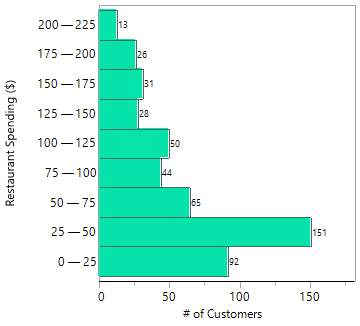 Restaurant Spending ($)
200 — 225 13
175 — 200 26
150 — 175 31
125 — 150 28
100 — 125 50
75 — 100 44
50 — 75 65
25 — 50 151
0 — 25 92
0 50 100 150
# of Customers